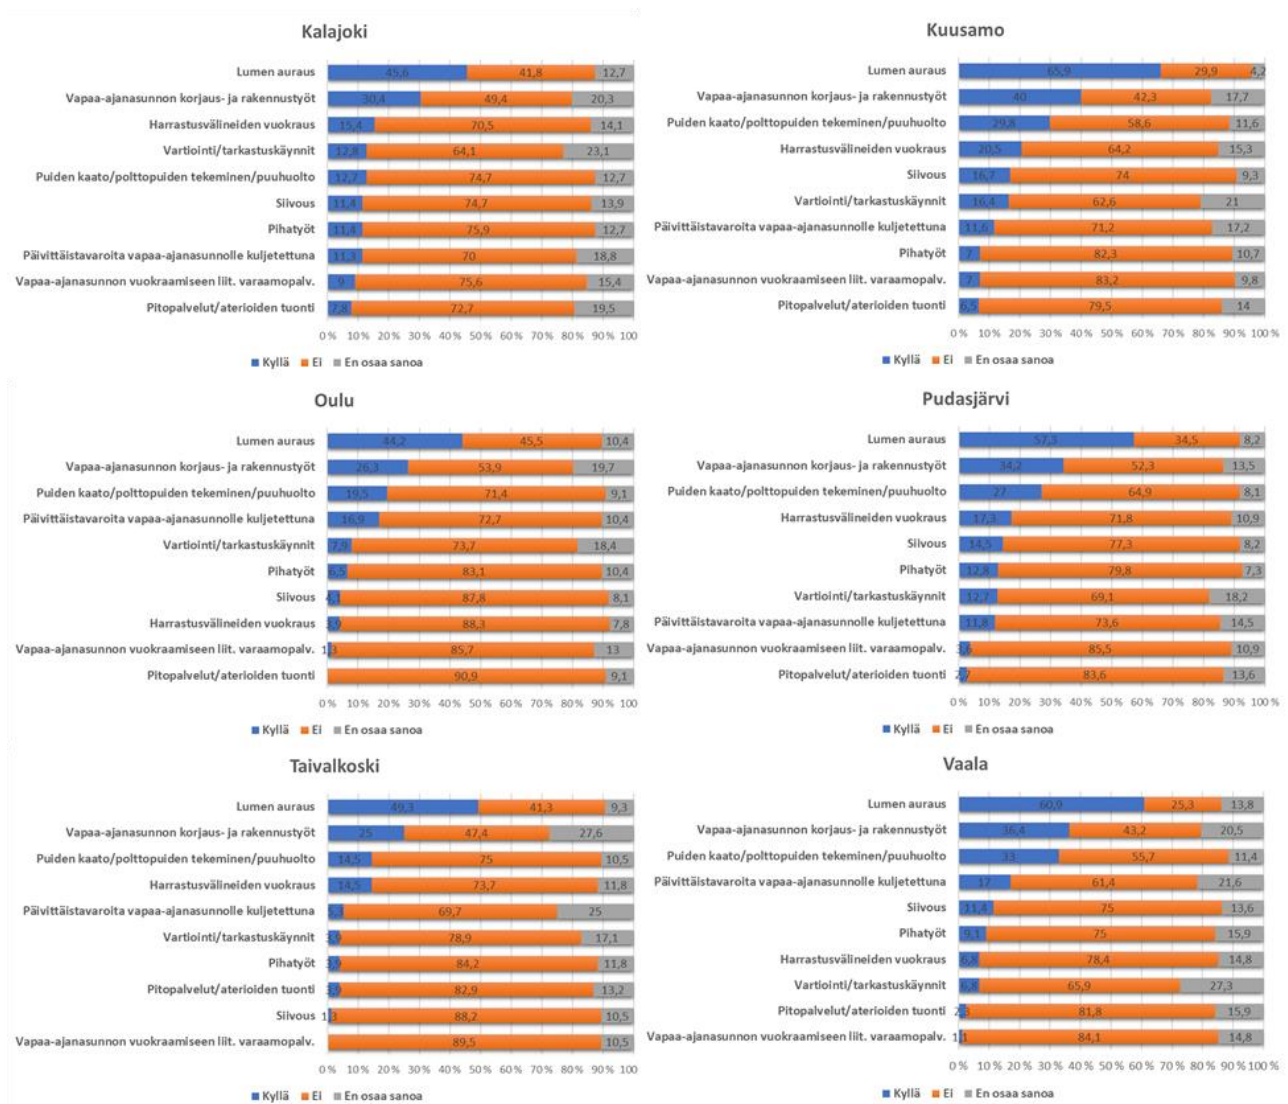 Kalajoki
Lumen auraus 45,6 41,8 12,7
Vapaa-ajanasunnon korjaus- ja rakennustyöt 30,4 49,4 20,3
Harrastusvälineiden vuokraus 15,4 70,5 14,1
Vartiointi/tarkastuskäynnit 12,8 64,1 23,1
Puiden kaato/polttopuiden tekeminen/puuhuolto 12,7 74,7 12,7
Siivous 11,4 74,7 13,9
Pihatyöt 11,4 75,9 12,7
Päivittäistavaroita vapaa-ajanasunnolle kuljetettuna 11,3 70 18,8
Vapaa-ajanasunnon vuokraamiseen liit. varaamopalv. 9 75,6 15,4
Pitopalvelut/aterioiden tuonti 7,8 72,7 19,5
0 % 10 % 20 % 30 % 40 % 50 % 60 % 70 % 80 % 90 % 100
Kyllä Ei En osaa sanoa
Kuusamo
Lumen auraus 65,9 29,9 4,2
Vapaa-ajanasunnon korjaus- ja rakennustyöt 40 42,3 17,7
Puiden kaato/polttopuiden tekeminen/puuhuolto 29,8 58,6 11,6
Harrastusvälineiden vuokraus 20,5 64,2 15,3
Siivous 16,7 74 9,3
Vartiointi/tarkastuskäynnit 16,4 62,6 21
Päivittäistavaroita vapaa-ajanasunnolle kuljetettuna 11,6 71,2 17,2
Pihatyöt 7 82,3 10,7
Vapaa-ajanasunnon vuokraamiseen liit. varaamopalv. 7 83,2 9,8
Pitopalvelut/aterioiden tuonti 6,5 79,5 14
0 % 10 % 20 % 30 % 40 % 50 % 60 % 70 % 80 % 90 % 100
Kyllä Ei En osaa sanoa
Oulu
Lumen auraus 44,2 45,5 10,4
Vapaa-ajanasunnon korjaus- ja rakennustyöt 26,3 53,9 19,7
Puiden kaato/polttopuiden tekeminen/puuhuolto 19,5 71,4 9,1
Päivittäistavaroita vapaa-ajanasunnolle kuljetettuna 16,9 72,7 10,4
Vartiointi/tarkastuskäynnit 7,9 73,7 18,4
Pihatyöt 6,5 83,1 10,4
Siivous 4,1 87,8 8,1
Harrastusvälineiden vuokraus 3,9 88,3 7,8
Vapaa-ajanasunnon vuokraamiseen liit. varaamopalv. 1,3 85,7 13
Pitopalvelut/aterioiden tuonti 90,9 9,1
0 % 10 % 20 % 30 % 40 % 50 % 60 % 70 % 80 % 90 % 100
Kyllä Ei En osaa sanoa
Pudasjärvi
Lumen auraus 57,3 34,5 8,2
Vapaa-ajanasunnon korjaus- ja rakennustyöt 34,2 52,3 13,5
Puiden kaato/polttopuiden tekeminen/puuhuolto 27 64,9 8,1
Harrastusvälineiden vuokraus 17,3 71,8 10,9
Siivous 14,5 77,3 8,2
Pihatyöt 12,8 79,8 7,3
Vartiointi/tarkastuskäynnit 12,7 69,1 18,2
Päivittäistavaroita vapaa-ajanasunnolle kuljetettuna 11,8 73,6 14,5
Vapaa-ajanasunnon vuokraamiseen liit. varaamopalv. 3,6 85,5 10,9
Pitopalvelut/aterioiden tuonti 2,7 83,6 13,6
0 % 10 % 20 % 30 % 40 % 50 % 60 % 70 % 80 % 90 % 100
Kyllä Ei En osaa sanoa
Taivalkoski
Lumen auraus 49,3 41,3 9,3
Vapaa-ajanasunnon korjaus- ja rakennustyöt 25 47,4 27,6
Puiden kaato/polttopuiden tekeminen/puuhuolto 14,5 75 10,5
Harrastusvälineiden vuokraus 14,5 73,7 11,8
Päivittäistavaroita vapaa-ajanasunnolle kuljetettuna 5,3 69,7 25
Vartiointi/tarkastuskäynnit 3,9 78,9 17,1
Pihatyöt 3,9 84,2 11,8
Pitopalvelut/aterioiden tuonti 3,9 82,9 13,2
Siivous 1,3 88,2 10,5
Vapaa-ajanasunnon vuokraamiseen liit. varaamopalv. 89,5 10,5
0 % 10 % 20 % 30 % 40 % 50 % 60 % 70 % 80 % 90 % 100
Kyllä Ei En osaa sanoa
Vaala
Lumen auraus 60,9 25,3 13,8
Vapaa-ajanasunnon korjaus- ja rakennustyöt 36,4 43,2 20,5
Puiden kaato/polttopuiden tekeminen/puuhuolto 33 55,7 11,4
Päivittäistavaroita vapaa-ajanasunnolle kuljetettuna 17 61,4 21,6
Siivous 11,4 75 13,6
Pihatyöt 9,1 75 15,9
Harrastusvälineiden vuokraus 6,8 78,4 14,8
Vartiointi/tarkastuskäynnit 6,8 65,9 27,3
Pitopalvelut/aterioiden tuonti 2,3 81,8 15,9
Vapaa-ajanasunnon vuokraamiseen liit. varaamopalv. 1,1 84,1 14,8
0 % 10 % 20 % 30 % 40 % 50 % 60 % 70 % 80 % 90 % 100 %
Kyllä Ei En osaa sanoa